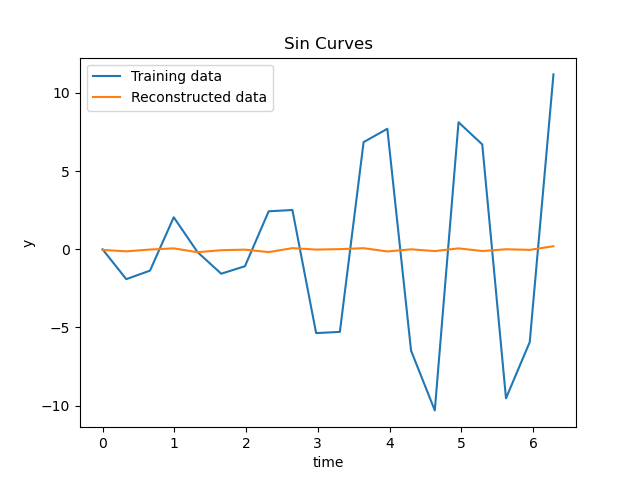 Sin Curves
Training data
Reconstructed data
10
5
0
−5
−10
y
0 1 2 3 4 5 6
time